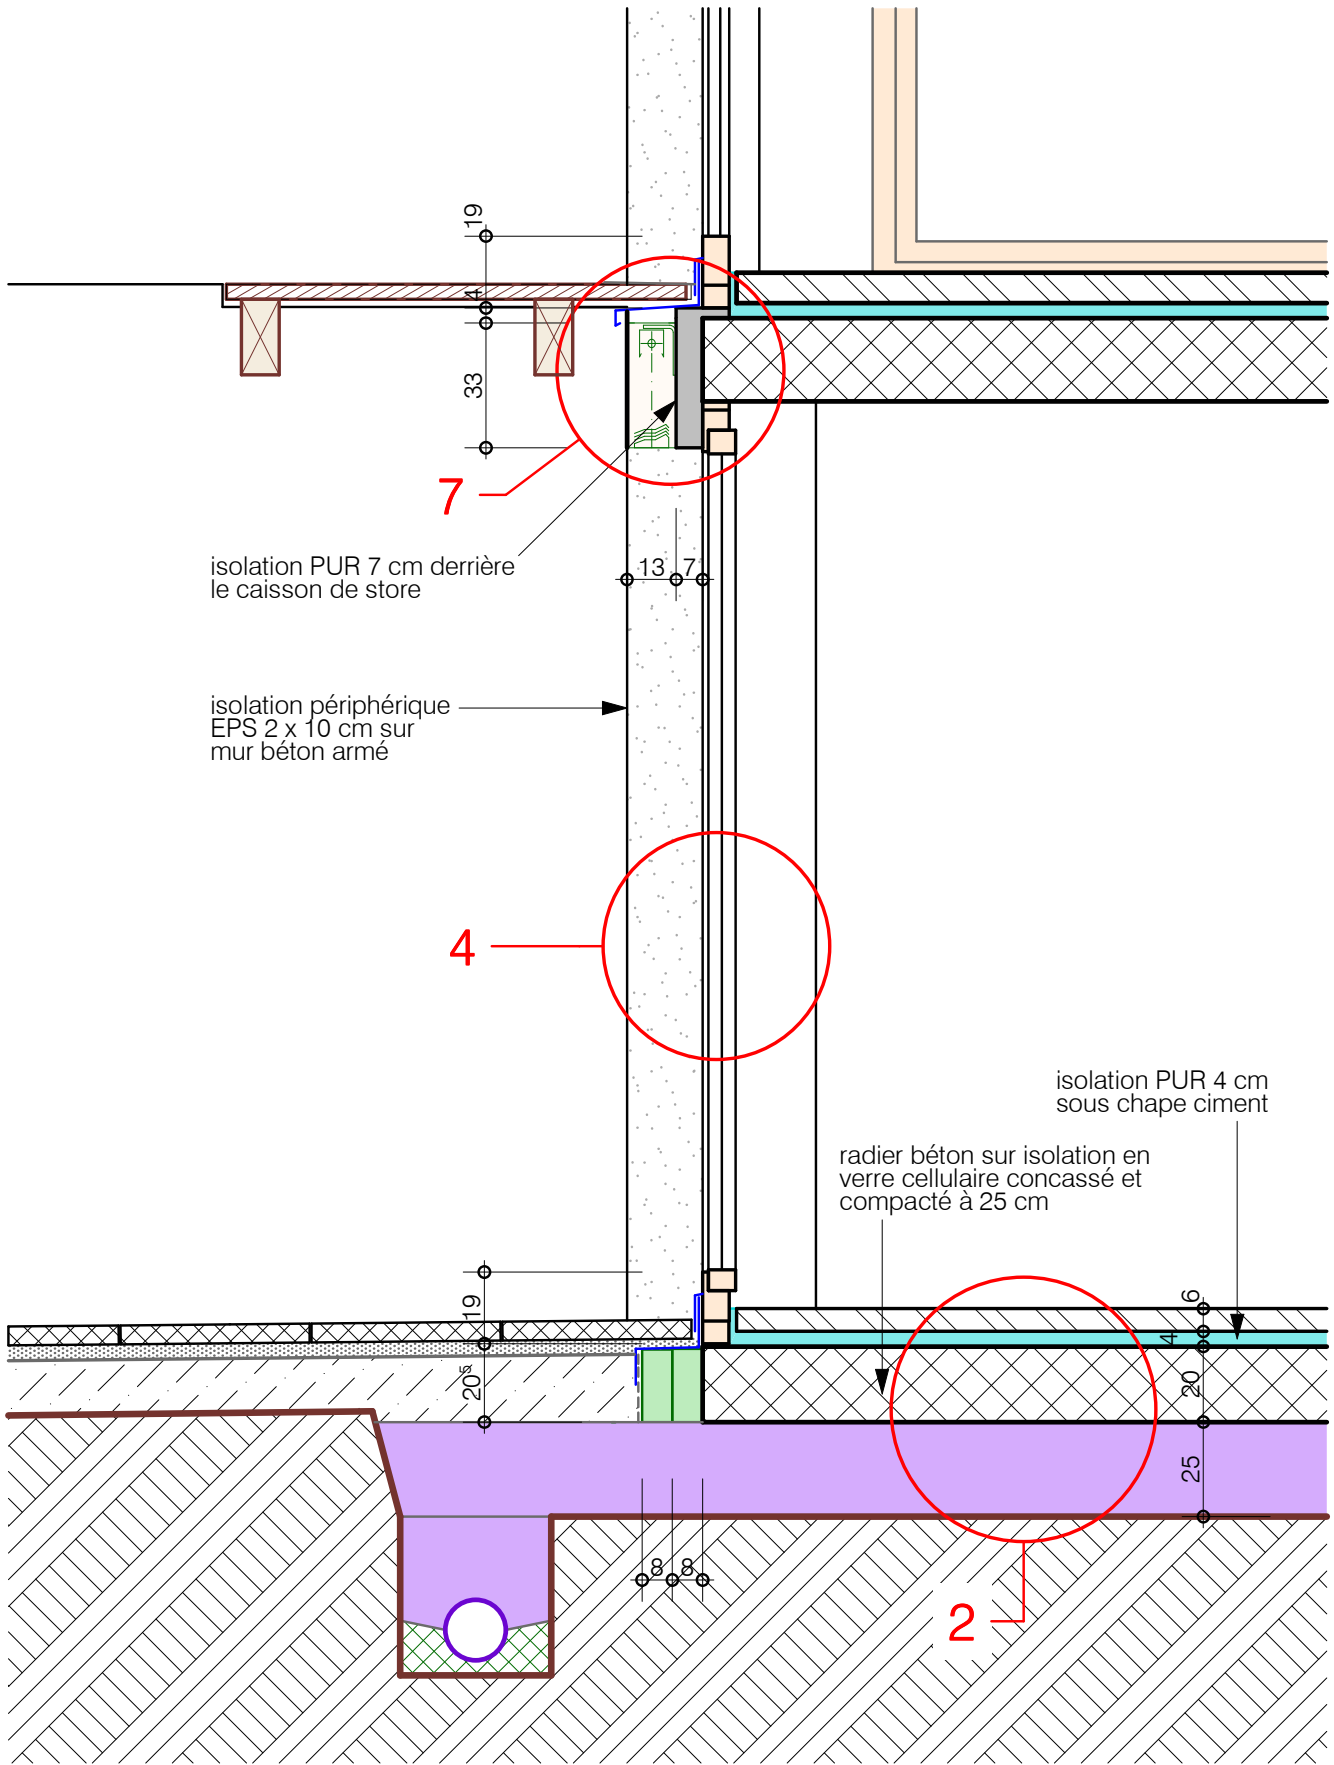 19
4
33
7
isolation PUR 7 cm derrière
le caisson de store
13 7
isolation périphérique
EPS 2 x 10 cm sur
mur béton armé
4
isolation PUR 4 cm
sous chape ciment
radier béton sur isolation en
verre cellulaire concassé et
compacté à 25 cm
19
20⁵
6
4
20
25
8 8
2